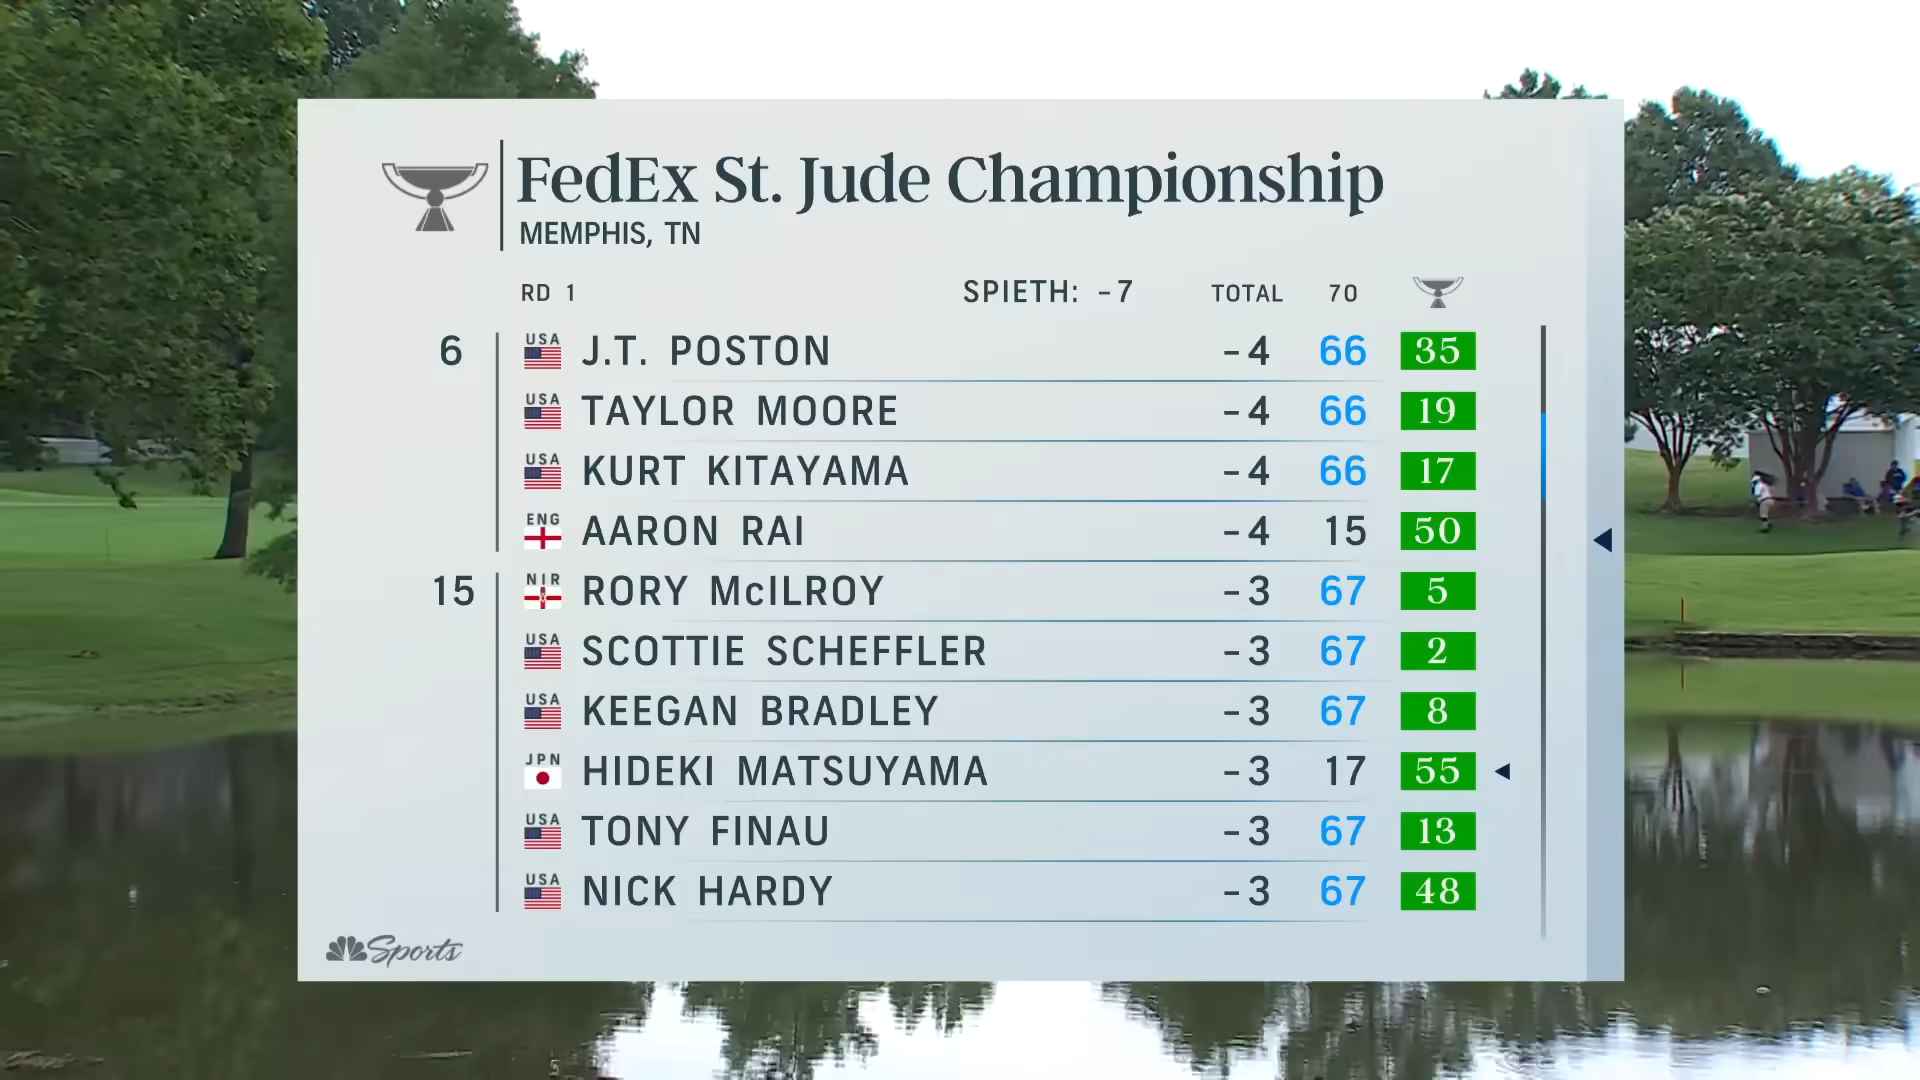 FedEx St. Jude Championship
MEMPHIS, TN
RD 1 SPIETH: -7 TOTAL 70
6 USA J.T. POSTON -4 66 35
USA TAYLOR MOORE -4 66 19
USA KURT KITAYAMA -4 66 17
ENG AARON RAI -4 15 50
15 NIR RORY McILROY -3 67 5
USA SCOTTIE SCHEFFLER -3 67 2
USA KEEGAN BRADLEY -3 67 8
JPN HIDEKI MATSUYAMA -3 17 55
USA TONY FINAU -3 67 13
USA NICK HARDY -3 67 48
Sports